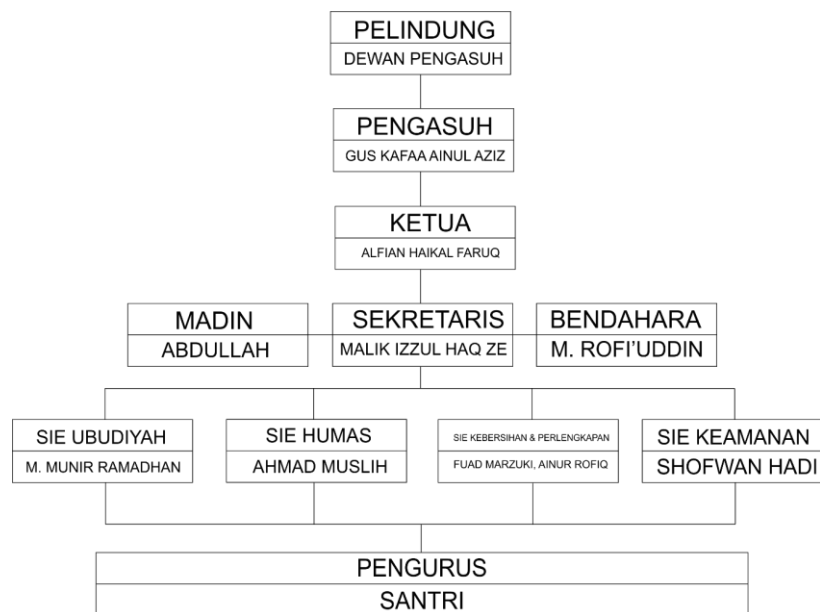 PELINDUNG
DEWAN PENGASUH
PENGASUH
GUS KAFAA AINUL AZIZ
KETUA
ALFIAN HAIKAL FARUQ
MADIN
ABDULLAH
SEKRETARIS
MALIK IZZUL HAQ ZE
BENDAHARA
M. ROFI'UDDIN
SIE UBUDIYAH
M. MUNIR RAMADHAN
SIE HUMAS
AHMAD MUSLIH
SIE KEBERSIHAN & PERLENGKAPAN
FUAD MARZUKI, AINUR ROFIQ
SIE KEAMANAN
SHOFWAN HADI
PENGURUS
SANTRI